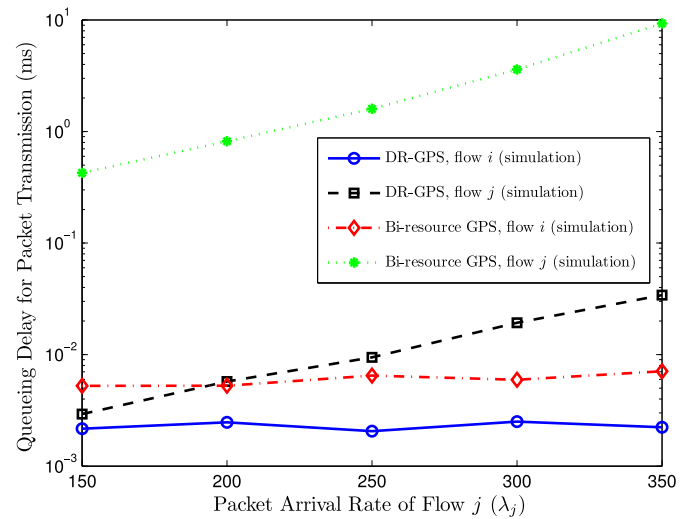 Queueing Delay for Packet Transmission (ms)
10^1
10^0
10^-1
10^-2
10^-3
DR-GPS, flow i (simulation)
DR-GPS, flow j (simulation)
Bi-resource GPS, flow i (simulation)
Bi-resource GPS, flow j (simulation)
150 200 250 300 350
Packet Arrival Rate of Flow j (λ_j)